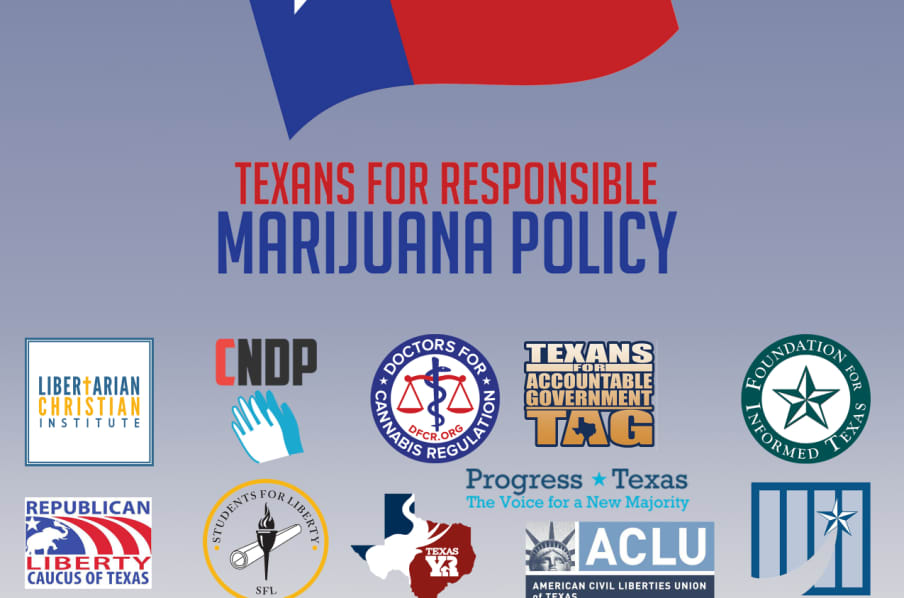 TEXANS FOR RESPONSIBLE
MARIJUANA POLICY
LIBERTARIAN
CHRISTIAN
INSTITUTE
CNDP
DOCTORS FOR
CANNABIS REGULATION
DFCR.ORG
TEXANS
FOR
ACCOUNTABLE
GOVERNMENT
TAG
FOUNDATION FOR
INFORMED TEXAS
Progress Texas
The Voice for a New Majority
REPUBLICAN
LIBERTY
CAUCUS OF TEXAS
STUDENTS FOR LIBERTY
SFL
TEXAS
YR
ACLU
AMERICAN CIVIL LIBERTIES UNION
of TEXAS